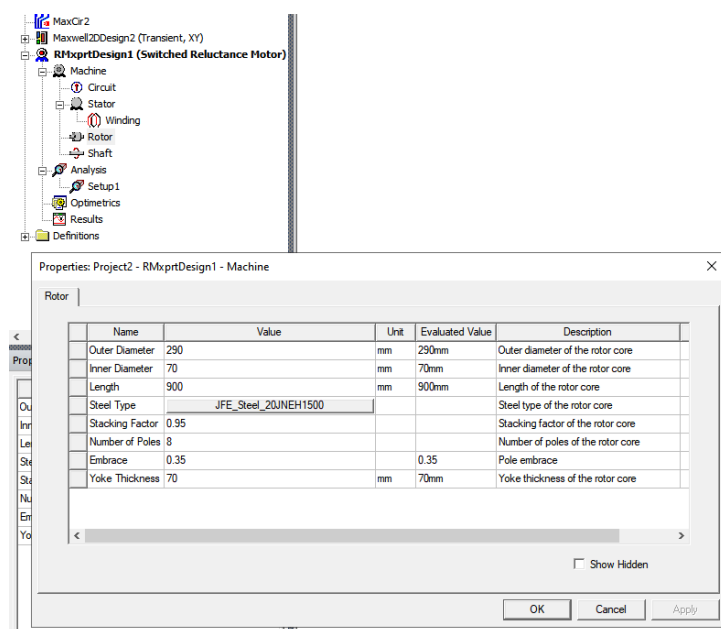 MaxCir2
Maxwell2DDesign2 (Transient, XY)
RMxprtDesign1 (Switched Reluctance Motor)
Machine
Circuit
Stator
Winding
Rotor
Shaft
Analysis
Setup1
Optimetrics
Results
Definitions
Properties: Project2 - RMxprtDesign1 - Machine
Rotor
Name Value Unit Evaluated Value Description
Outer Diameter 290 mm 290mm Outer diameter of the rotor core
Inner Diameter 70 mm 70mm Inner diameter of the rotor core
Length 900 mm 900mm Length of the rotor core
Steel Type JFE_Steel_20JNEH1500 Steel type of the rotor core
Stacking Factor 0.95 Stacking factor of the rotor core
Number of Poles 8 Number of poles of the rotor core
Embrace 0.35 0.35 Pole embrace
Yoke Thickness 70 mm 70mm Yoke thickness of the rotor core
Show Hidden
OK Cancel Apply
Prop
Ou
Inn
Le
Ste
Sta
Nu
Em
Yo